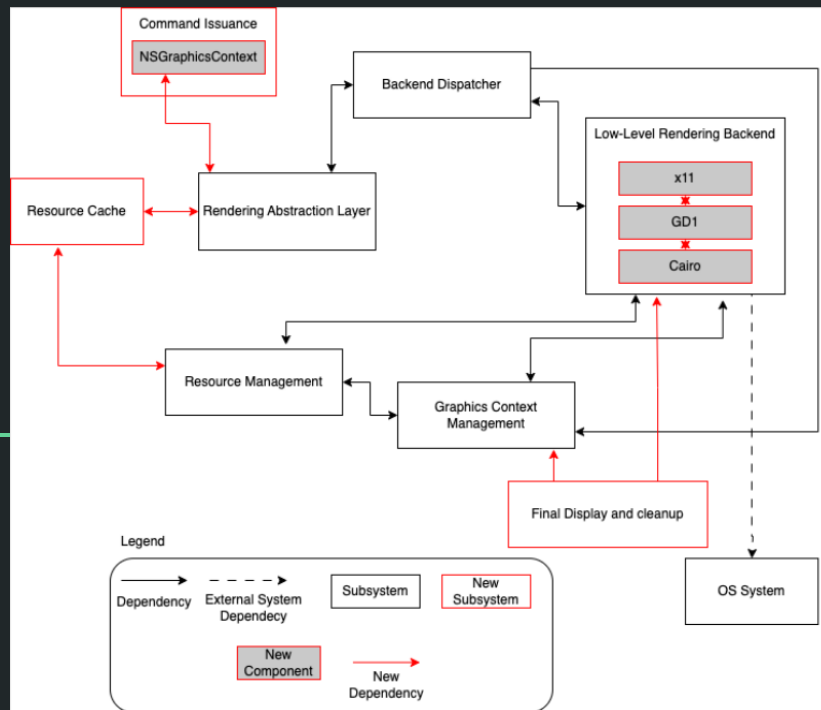 Command Issuance
NSGraphicsContext
Backend Dispatcher
Low-Level Rendering Backend
x11
GD1
Cairo
Resource Cache
Rendering Abstraction Layer
Resource Management
Graphics Context
Management
Final Display and cleanup
OS System
Legend
Dependency
External System
Dependecy
Subsystem
New
Subsystem
New
Component
New
Dependency